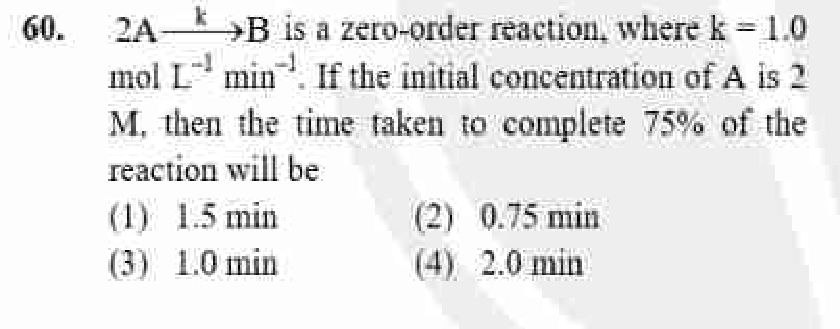 60. 2A —k→ B is a zero-order reaction, where k = 1.0
mol L⁻¹ min⁻¹. If the initial concentration of A is 2
M, then the time taken to complete 75% of the
reaction will be
(1) 1.5 min (2) 0.75 min
(3) 1.0 min (4) 2.0 min